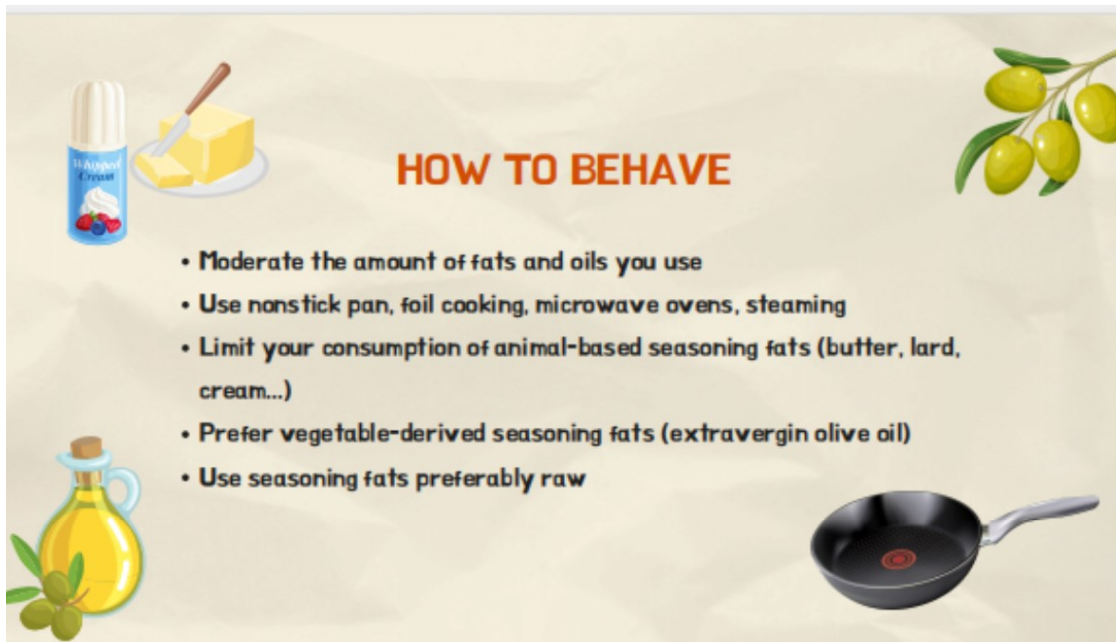 Whipped
Cream
HOW TO BEHAVE
• Moderate the amount of fats and oils you use
• Use nonstick pan, foil cooking, microwave ovens, steaming
• Limit your consumption of animal-based seasoning fats (butter, lard,
cream...)
• Prefer vegetable-derived seasoning fats (extravergin olive oil)
• Use seasoning fats preferably raw